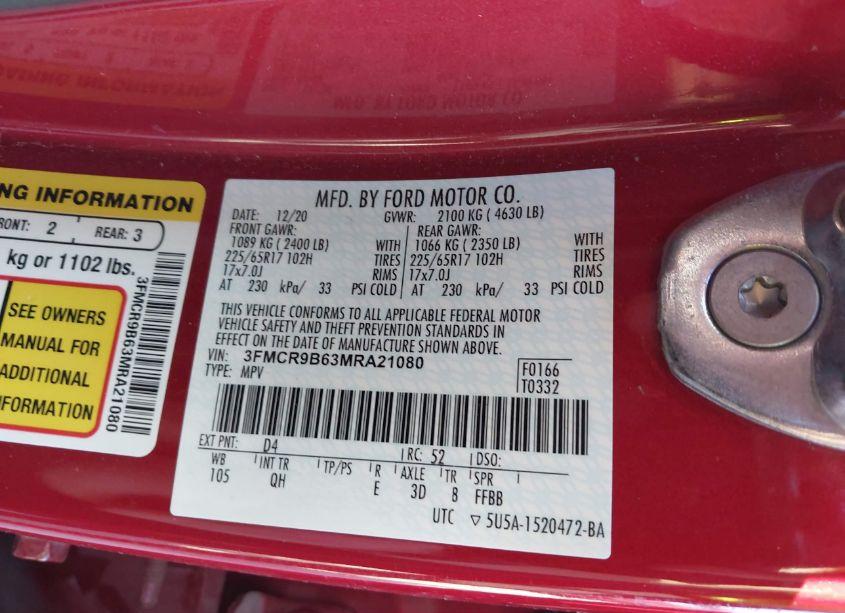 NG INFORMATION
RONT: 2 REAR: 3
kg or 1102 lbs.
SEE OWNERS
MANUAL FOR
ADDITIONAL
INFORMATION
3FMCR9B63MRA21080
MFD. BY FORD MOTOR CO.
DATE: 12/20 GVWR: 2100 KG ( 4630 LB)
FRONT GAWR: REAR GAWR:
1089 KG ( 2400 LB) WITH 1066 KG ( 2350 LB) WITH
225/65R17 102H TIRES 225/65R17 102H TIRES
17x7.0J RIMS 17x7.0J RIMS
AT 230 kPa/ 33 PSI COLD AT 230 kPa/ 33 PSI COLD
THIS VEHICLE CONFORMS TO ALL APPLICABLE FEDERAL MOTOR
VEHICLE SAFETY AND THEFT PREVENTION STANDARDS IN
EFFECT ON THE DATE OF MANUFACTURE SHOWN ABOVE.
VIN: 3FMCR9B63MRA21080
TYPE: MPV
F0166
T0332
EXT PNT: D4 RC: 52 DSO:
WB INT TR TP/PS R AXLE TR SPR
105 QH E 3D 8 FFBB
UTC ▽ 5U5A-1520472-BA